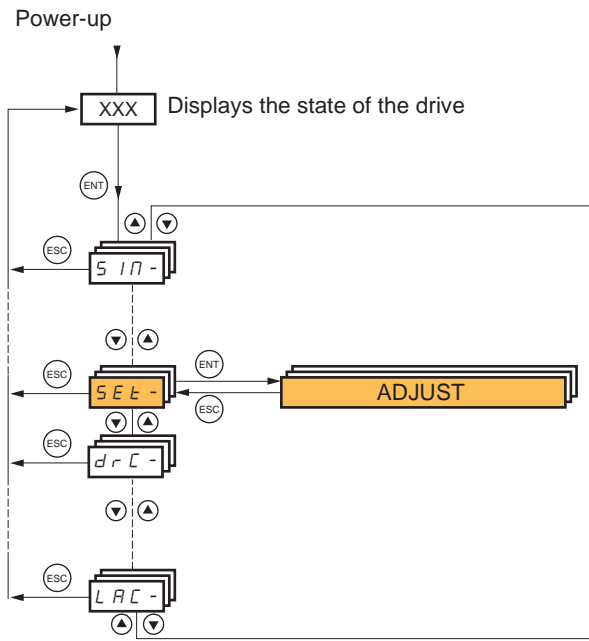 Power-up
XXX Displays the state of the drive
ENT
ESC
SIM-
ESC
ENT
SEt-
ADJUST
ESC
ESC
drC-
ESC
LAC-